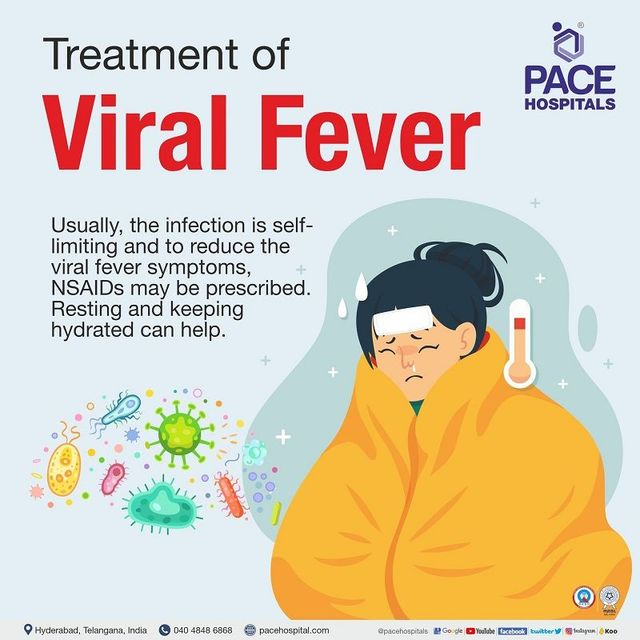 Treatment of
Viral Fever
PACE
HOSPITALS
®
Usually, the infection is self-
limiting and to reduce the
viral fever symptoms,
NSAIDs may be prescribed.
Resting and keeping
hydrated can help.
Hyderabad, Telangana, India 040 4848 6868 pacehospital.com @pacehospitals Google YouTube facebook twitter Instagram Koo